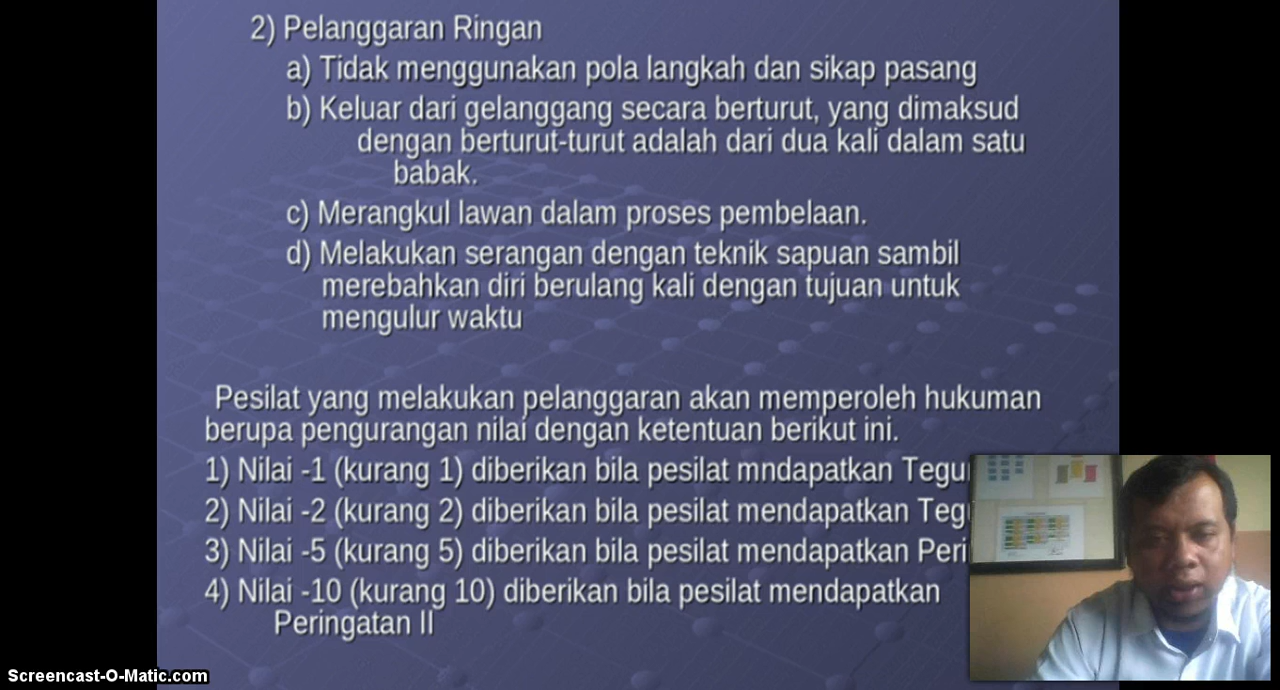 2) Pelanggaran Ringan
a) Tidak menggunakan pola langkah dan sikap pasang
b) Keluar dari gelanggang secara berturut, yang dimaksud
dengan berturut-turut adalah dari dua kali dalam satu
babak.
c) Merangkul lawan dalam proses pembelaan.
d) Melakukan serangan dengan teknik sapuan sambil
merebahkan diri berulang kali dengan tujuan untuk
mengulur waktu
Pesilat yang melakukan pelanggaran akan memperoleh hukuman
berupa pengurangan nilai dengan ketentuan berikut ini.
1) Nilai -1 (kurang 1) diberikan bila pesilat mndapatkan
2) Nilai -2 (kurang 2) diberikan bila pesilat mendapatkan
3) Nilai -5 (kurang 5) diberikan bila pesilat mendapatkan
4) Nilai -10 (kurang 10) diberikan bila pesilat mendapatkan
Peringatan II
Screencast-O-Matic.com